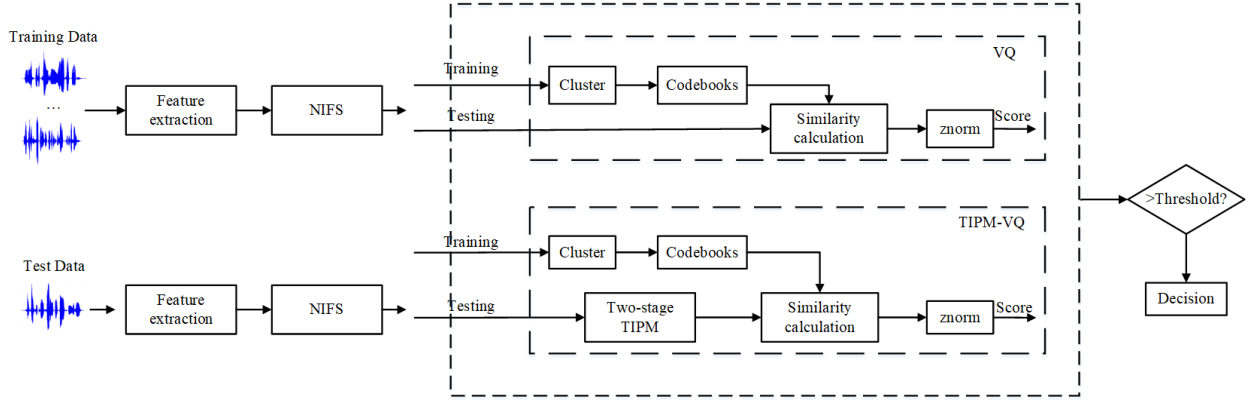 Training Data
...
Feature
extraction
NIFS
Training
Testing
VQ
Cluster
Codebooks
Similarity
calculation
znorm
Score
Test Data
Feature
extraction
NIFS
Training
Testing
TIPM-VQ
Cluster
Codebooks
Two-stage
TIPM
Similarity
calculation
znorm
Score
>Threshold?
Decision